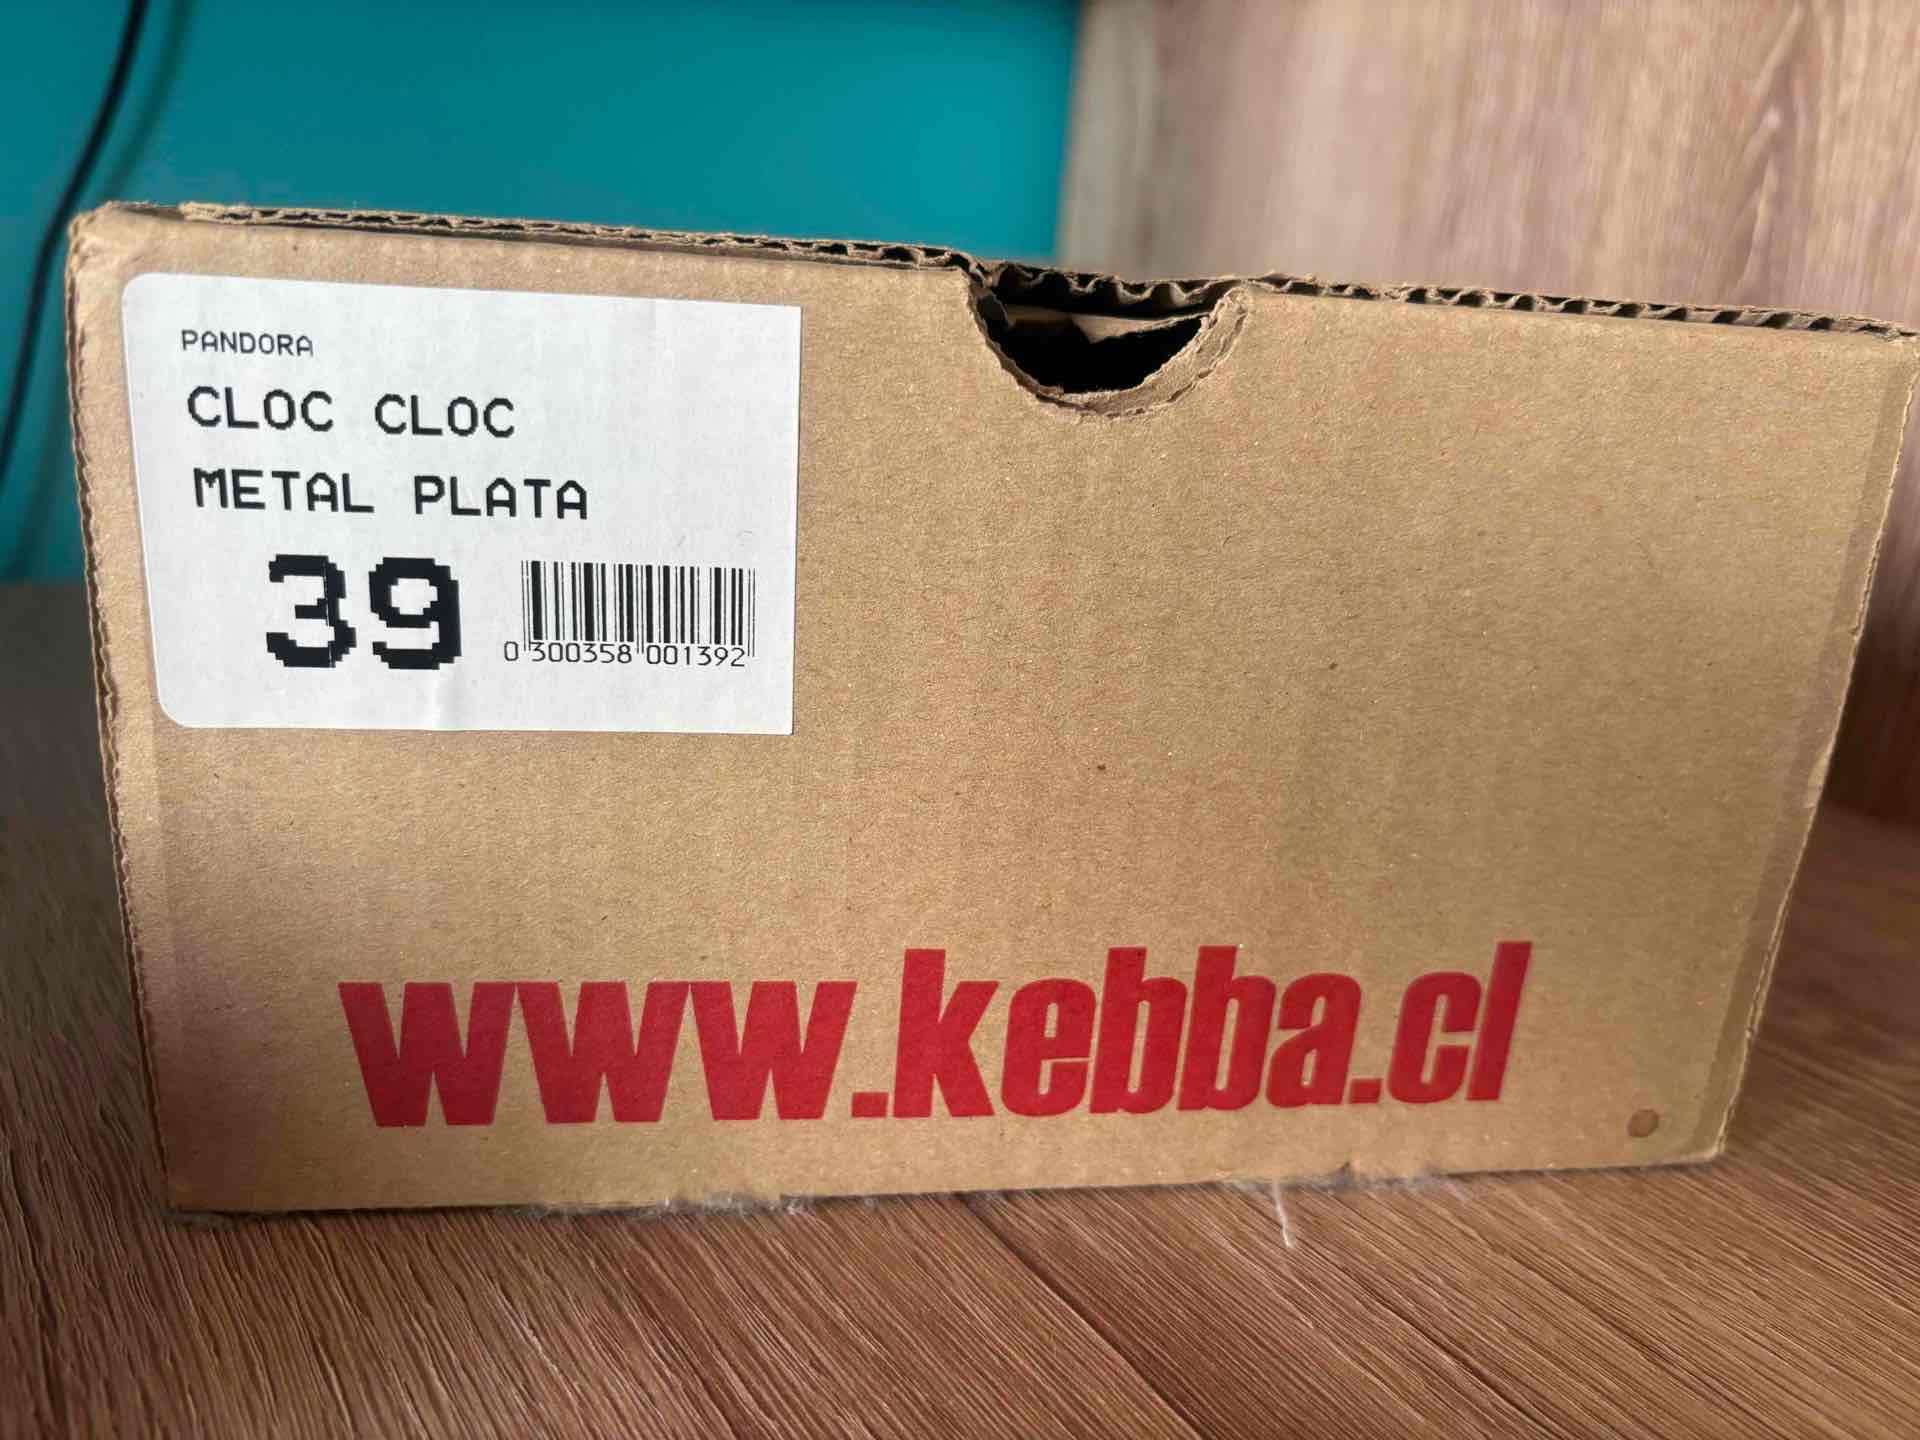 PANDORA
CLOC CLOC
METAL PLATA
39
0 300358 001392
www.kebba.cl